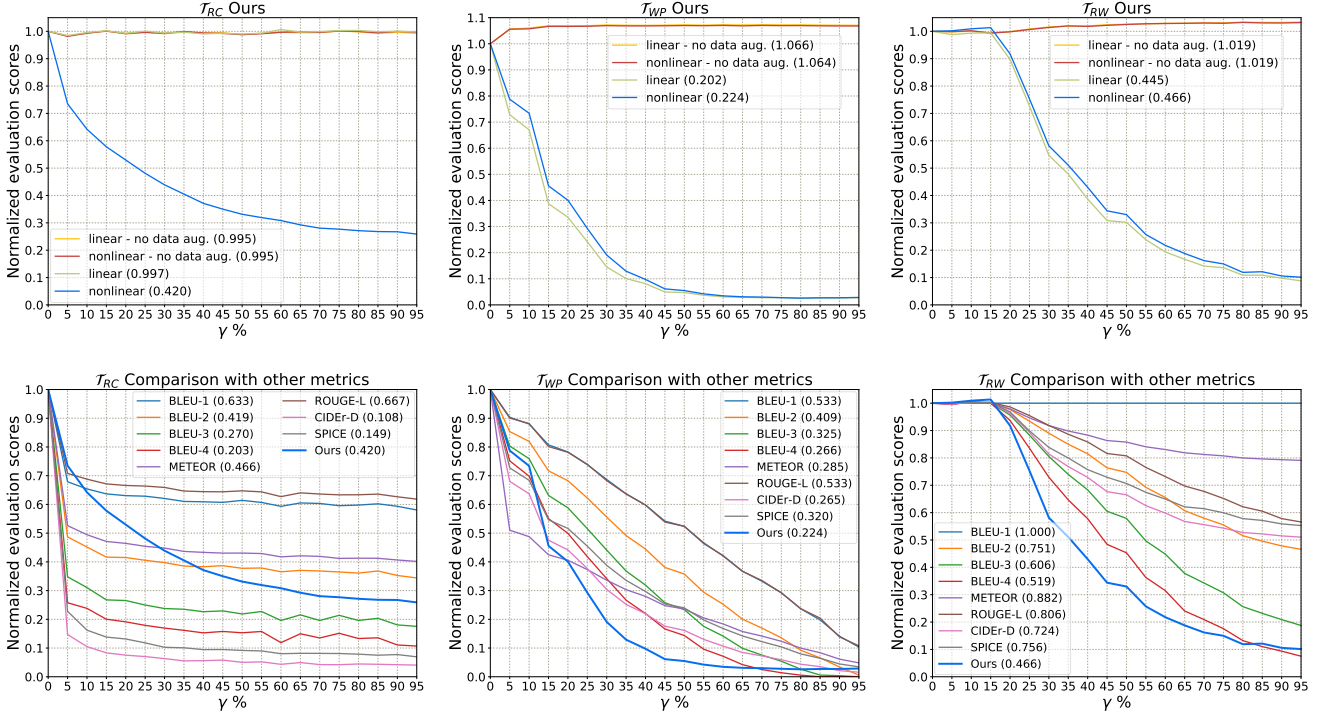 𝒯RC Ours
Normalized evaluation scores
1.0
0.9
0.8
0.7
0.6
0.5
0.4
0.3
0.2
0.1
0.0
linear - no data aug. (0.995)
nonlinear - no data aug. (0.995)
linear (0.997)
nonlinear (0.420)
0 5 10 15 20 25 30 35 40 45 50 55 60 65 70 75 80 85 90 95
γ %
𝒯WP Ours
Normalized evaluation scores
1.1
1.0
0.9
0.8
0.7
0.6
0.5
0.4
0.3
0.2
0.1
0.0
linear - no data aug. (1.066)
nonlinear - no data aug. (1.064)
linear (0.202)
nonlinear (0.224)
0 5 10 15 20 25 30 35 40 45 50 55 60 65 70 75 80 85 90 95
γ %
𝒯RW Ours
Normalized evaluation scores
1.0
0.9
0.8
0.7
0.6
0.5
0.4
0.3
0.2
0.1
0.0
linear - no data aug. (1.019)
nonlinear - no data aug. (1.019)
linear (0.445)
nonlinear (0.466)
0 5 10 15 20 25 30 35 40 45 50 55 60 65 70 75 80 85 90 95
γ %
𝒯RC Comparison with other metrics
Normalized evaluation scores
1.0
0.9
0.8
0.7
0.6
0.5
0.4
0.3
0.2
0.1
0.0
BLEU-1 (0.633)
BLEU-2 (0.419)
BLEU-3 (0.270)
BLEU-4 (0.203)
METEOR (0.466)
ROUGE-L (0.667)
CIDEr-D (0.108)
SPICE (0.149)
Ours (0.420)
0 5 10 15 20 25 30 35 40 45 50 55 60 65 70 75 80 85 90 95
γ %
𝒯WP Comparison with other metrics
Normalized evaluation scores
1.0
0.9
0.8
0.7
0.6
0.5
0.4
0.3
0.2
0.1
0.0
BLEU-1 (0.533)
BLEU-2 (0.409)
BLEU-3 (0.325)
BLEU-4 (0.266)
METEOR (0.285)
ROUGE-L (0.533)
CIDEr-D (0.265)
SPICE (0.320)
Ours (0.224)
0 5 10 15 20 25 30 35 40 45 50 55 60 65 70 75 80 85 90 95
γ %
𝒯RW Comparison with other metrics
Normalized evaluation scores
1.0
0.9
0.8
0.7
0.6
0.5
0.4
0.3
0.2
0.1
0.0
BLEU-1 (1.000)
BLEU-2 (0.751)
BLEU-3 (0.606)
BLEU-4 (0.519)
METEOR (0.882)
ROUGE-L (0.806)
CIDEr-D (0.724)
SPICE (0.756)
Ours (0.466)
0 5 10 15 20 25 30 35 40 45 50 55 60 65 70 75 80 85 90 95
γ %